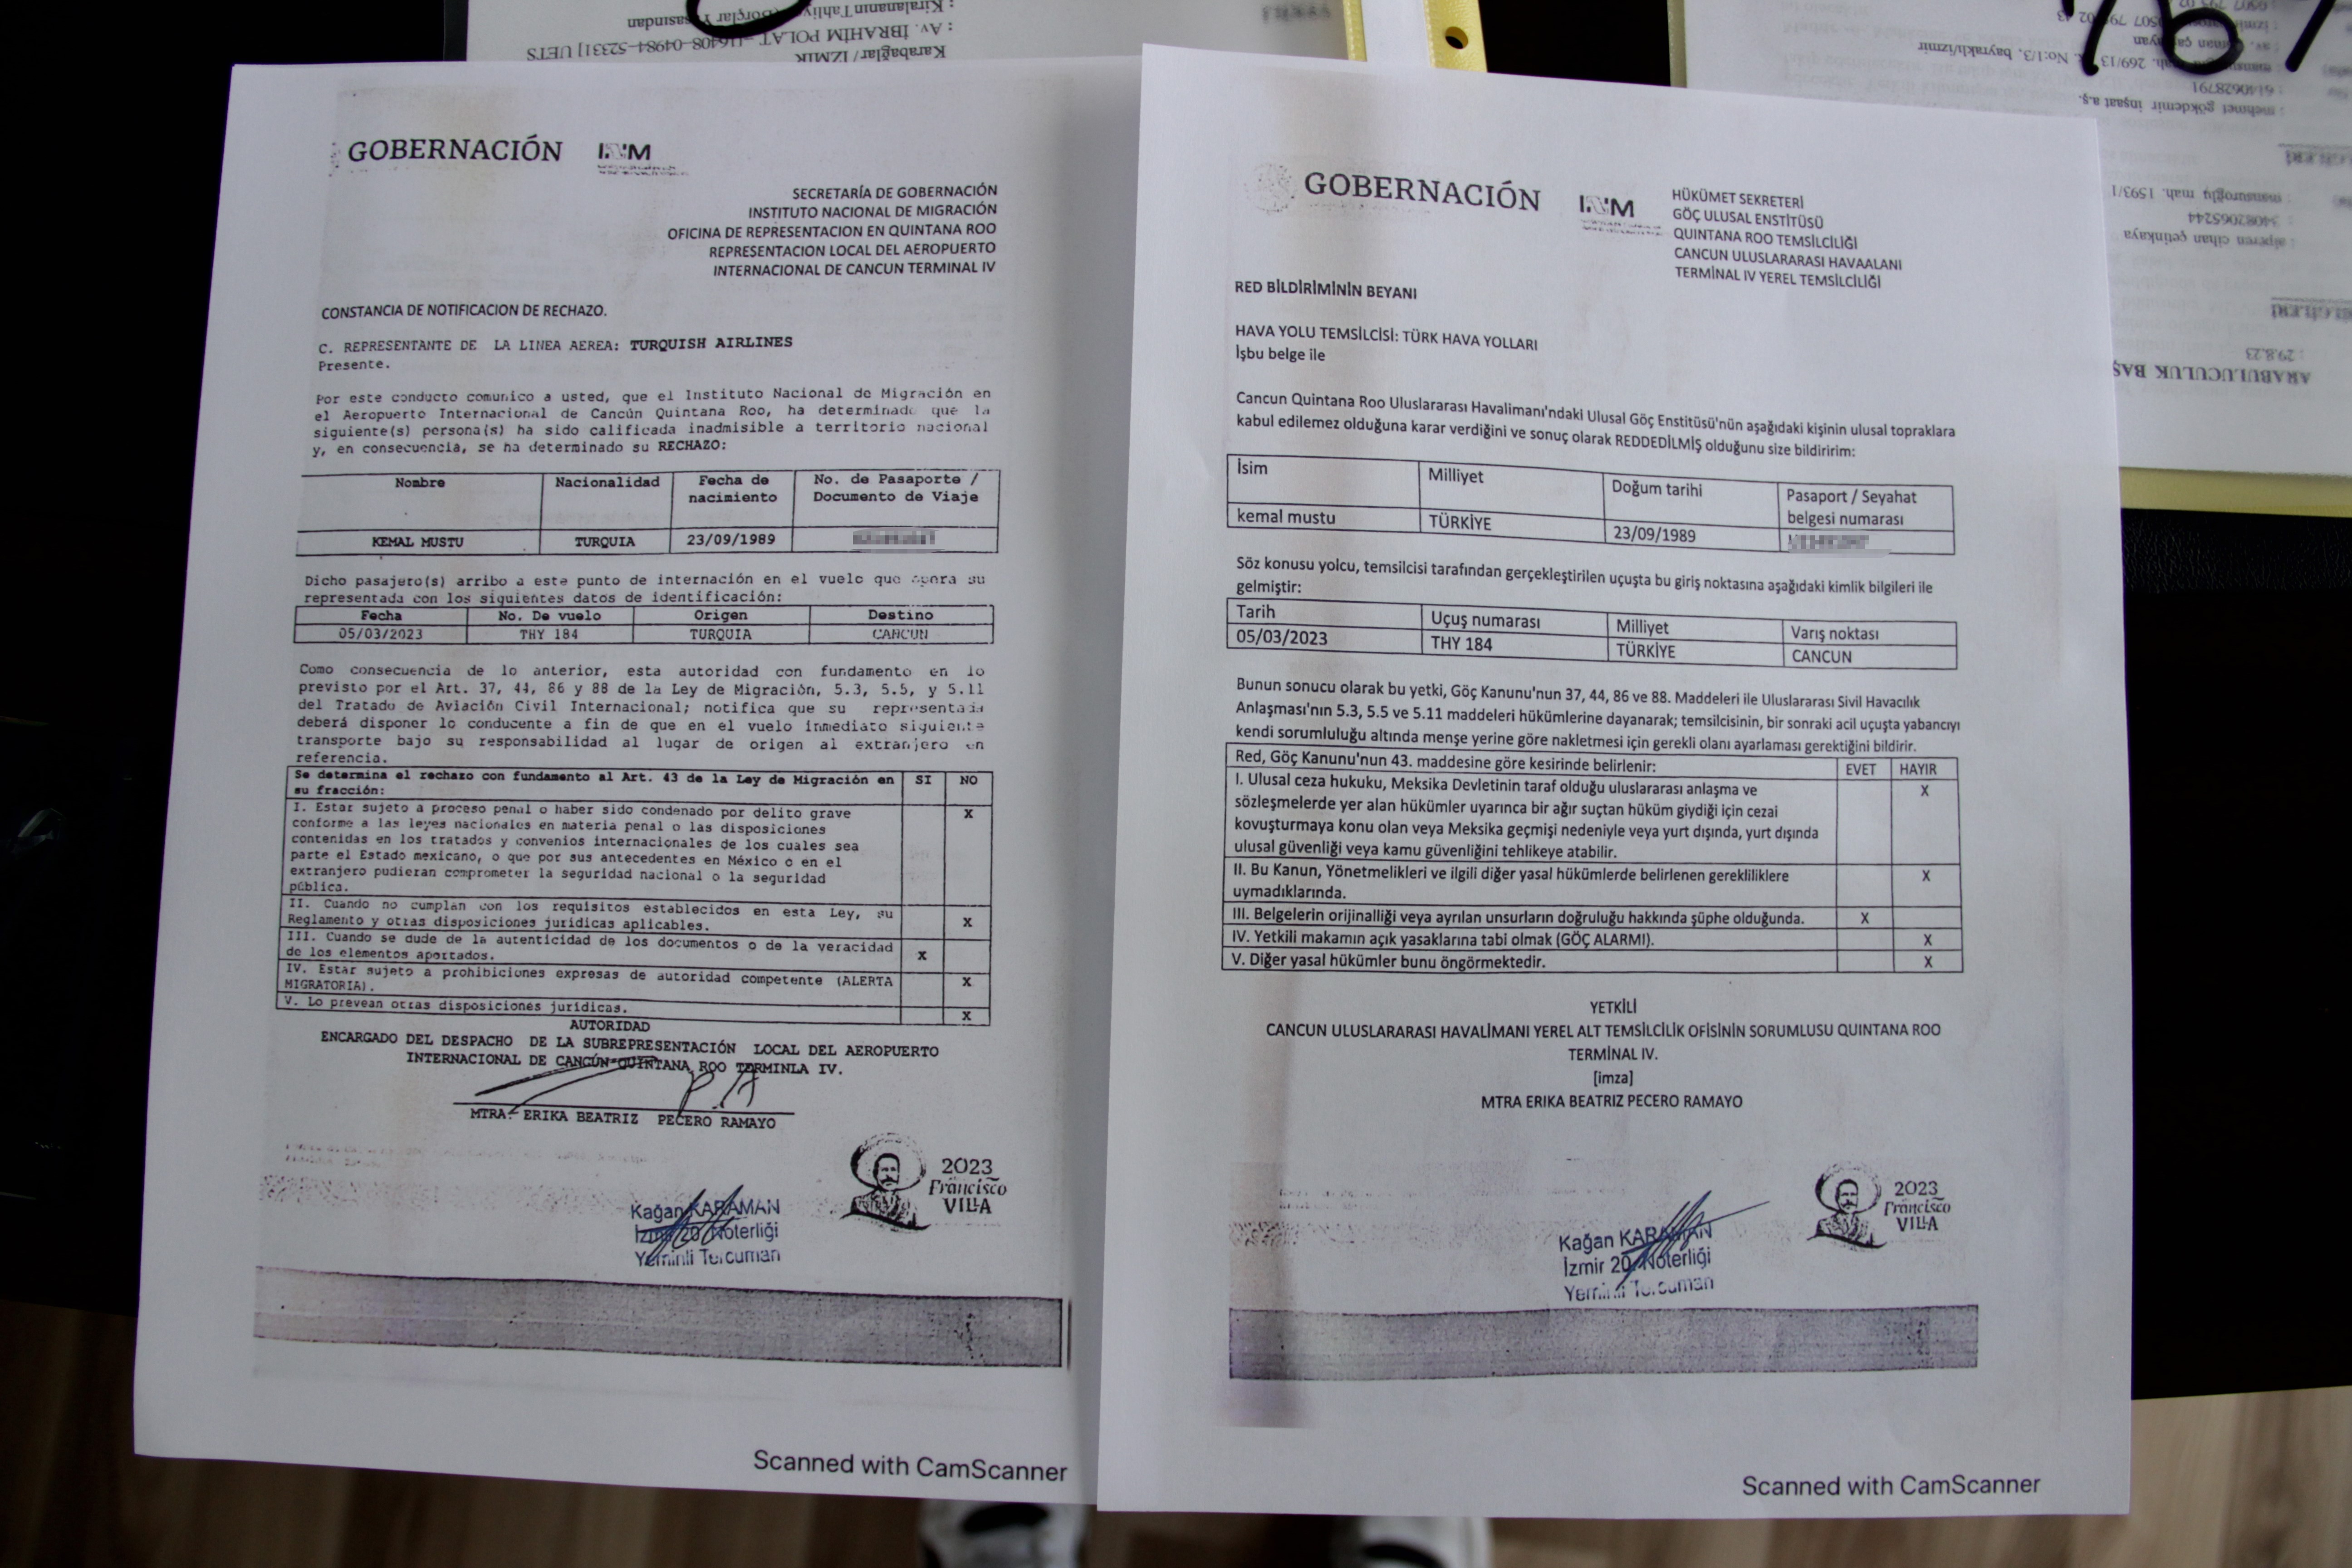 GOBERNACIÓN
SECRETARÍA DE GOBERNACIÓN
INSTITUTO NACIONAL DE MIGRACIÓN
OFICINA DE REPRESENTACION EN QUINTANA ROO
REPRESENTACION LOCAL DEL AEROPUERTO
INTERNACIONAL DE CANCUN TERMINAL IV
CONSTANCIA DE NOTIFICACION DE RECHAZO.
C. REPRESENTANTE DE LA LINEA AEREA: TURQUISH AIRLINES
Presente.
Por este conducto comunico a usted, que el Instituto Nacional de Migración en
el Aeropuerto Internacional de Cancún Quintana Roo, ha determinado que la
siguiente(s) persona(s) ha sido calificada inadmisible a territorio nacional
y, en consecuencia, se ha determinado su RECHAZO:
Nombre Nacionalidad Fecha de nacimiento No. de Pasaporte / Documento de Viaje
KEMAL MUSTU TURQUIA 23/09/1989
Dicho pasajero(s) arribo a este punto de internación en el vuelo que opera su
representada con los siguientes datos de identificación:
Fecha No. De vuelo Origen Destino
05/03/2023 THY 184 TURQUIA CANCUN
Como consecuencia de lo anterior, esta autoridad con fundamento en lo
previsto por el Art. 37, 44, 86 y 88 de la Ley de Migración, 5.3, 5.5, y 5.11
del Tratado de Aviación Civil Internacional; notifica que su representada
deberá disponer lo conducente a fin de que en el vuelo inmediato siguiente
transporte bajo su responsabilidad al lugar de origen al extranjero en
referencia.
Se determina el rechazo con fundamento al Art. 43 de la Ley de Migración en SI NO
su fracción:
I. Estar sujeto a proceso penal o haber sido condenado por delito grave X
conforme a las leyes nacionales en materia penal o las disposiciones
contenidas en los tratados y convenios internacionales de los cuales sea
parte el Estado mexicano, o que por sus antecedentes en México o en el
extranjero pudieran comprometer la seguridad nacional o la seguridad
pública.
II. Cuando no cumplan con los requisitos establecidos en esta Ley, su
Reglamento y otras disposiciones jurídicas aplicables. X
III. Cuando se dude de la autenticidad de los documentos o de la veracidad
de los elementos aportados. X
IV. Estar sujeto a prohibiciones expresas de autoridad competente (ALERTA
MIGRATORIA). X
V. Lo prevean otras disposiciones jurídicas. X
AUTORIDAD
ENCARGADO DEL DESPACHO DE LA SUBREPRESENTACIÓN LOCAL DEL AEROPUERTO
INTERNACIONAL DE CANCÚN QUINTANA ROO TERMINLA IV.
P.A
MTRA. ERIKA BEATRIZ PECERO RAMAYO
2023
Francisco
VILLA
Kağan KARAMAN
İzmir 20. Noterliği
Yeminli Tercuman
Scanned with CamScanner
GOBERNACIÓN
HÜKÜMET SEKRETERİ
GÖÇ ULUSAL ENSTİTÜSÜ
QUINTANA ROO TEMSİLCİLİĞİ
CANCUN ULUSLARARASI HAVAALANI
TERMİNAL IV YEREL TEMSİLCİLİĞİ
RED BİLDİRİMİNİN BEYANI
HAVA YOLU TEMSİLCİSİ: TÜRK HAVA YOLLARI
İşbu belge ile
Cancun Quintana Roo Uluslararası Havalimanı'ndaki Ulusal Göç Enstitüsü'nün aşağıdaki kişinin ulusal topraklara
kabul edilemez olduğuna karar verdiğini ve sonuç olarak REDDEDİLMİŞ olduğunu size bildiririm:
İsim Milliyet Doğum tarihi Pasaport / Seyahat belgesi numarası
kemal mustu TÜRKİYE 23/09/1989
Söz konusu yolcu, temsilcisi tarafından gerçekleştirilen uçuşta bu giriş noktasına aşağıdaki kimlik bilgileri ile
gelmiştir:
Tarih Uçuş numarası Milliyet Varış noktası
05/03/2023 THY 184 TÜRKİYE CANCUN
Bunun sonucu olarak bu yetki, Göç Kanunu'nun 37, 44, 86 ve 88. Maddeleri ile Uluslararası Sivil Havacılık
Anlaşması'nın 5.3, 5.5 ve 5.11 maddeleri hükümlerine dayanarak; temsilcisinin, bir sonraki acil uçuşta yabancıyı
kendi sorumluluğu altında menşe yerine göre nakletmesi için gerekli olanı ayarlaması gerektiğini bildirir.
Red, Göç Kanunu'nun 43. maddesine göre kesirinde belirlenir: EVET HAYIR
I. Ulusal ceza hukuku, Meksika Devletinin taraf olduğu uluslararası anlaşma ve X
sözleşmelerde yer alan hükümler uyarınca bir ağır suçtan hüküm giydiği için cezai
kovuşturmaya konu olan veya Meksika geçmişi nedeniyle veya yurt dışında, yurt dışında
ulusal güvenliği veya kamu güvenliğini tehlikeye atabilir.
II. Bu Kanun, Yönetmelikleri ve ilgili diğer yasal hükümlerde belirlenen gerekliliklere X
uymadıklarında.
III. Belgelerin orijinalliği veya ayrılan unsurların doğruluğu hakkında şüphe olduğunda. X
IV. Yetkili makamın açık yasaklarına tabi olmak (GÖÇ ALARMI). X
V. Diğer yasal hükümler bunu öngörmektedir. X
YETKİLİ
CANCUN ULUSLARARASI HAVALIMANI YEREL ALT TEMSİLCİLİK OFİSİNİN SORUMLUSU QUINTANA ROO
TERMİNAL IV.
[imza]
MTRA ERIKA BEATRIZ PECERO RAMAYO
2023
Francisco
VILLA
Kağan KARAMAN
İzmir 20. Noterliği
Yeminli Tercuman
Scanned with CamScanner
Karabağlar/ İZMİR
: Av. İBRAHİM POLAT
: Kiralananın Tahliyesi
ARABULUCULUK BAŞ
: 29.8.23
: alperen cihan çetinkaya
: 34082065244
: mansuroğlu mah. 1593/1
: mehmet gökdemir inşaat a.ş.
: 6140628791
No:1/3, bayraklı/izmir